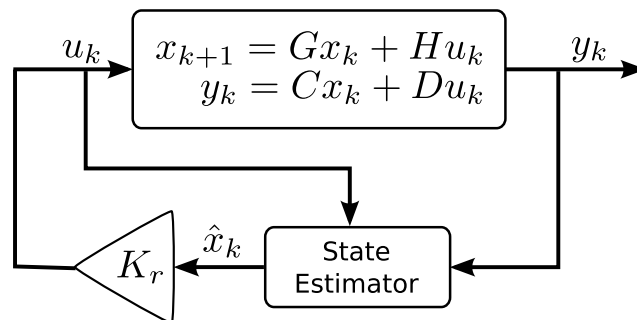 u_k
x_{k+1} = Gx_k + Hu_k
y_k = Cx_k + Du_k
y_k
K_r
x̂_k
State
Estimator